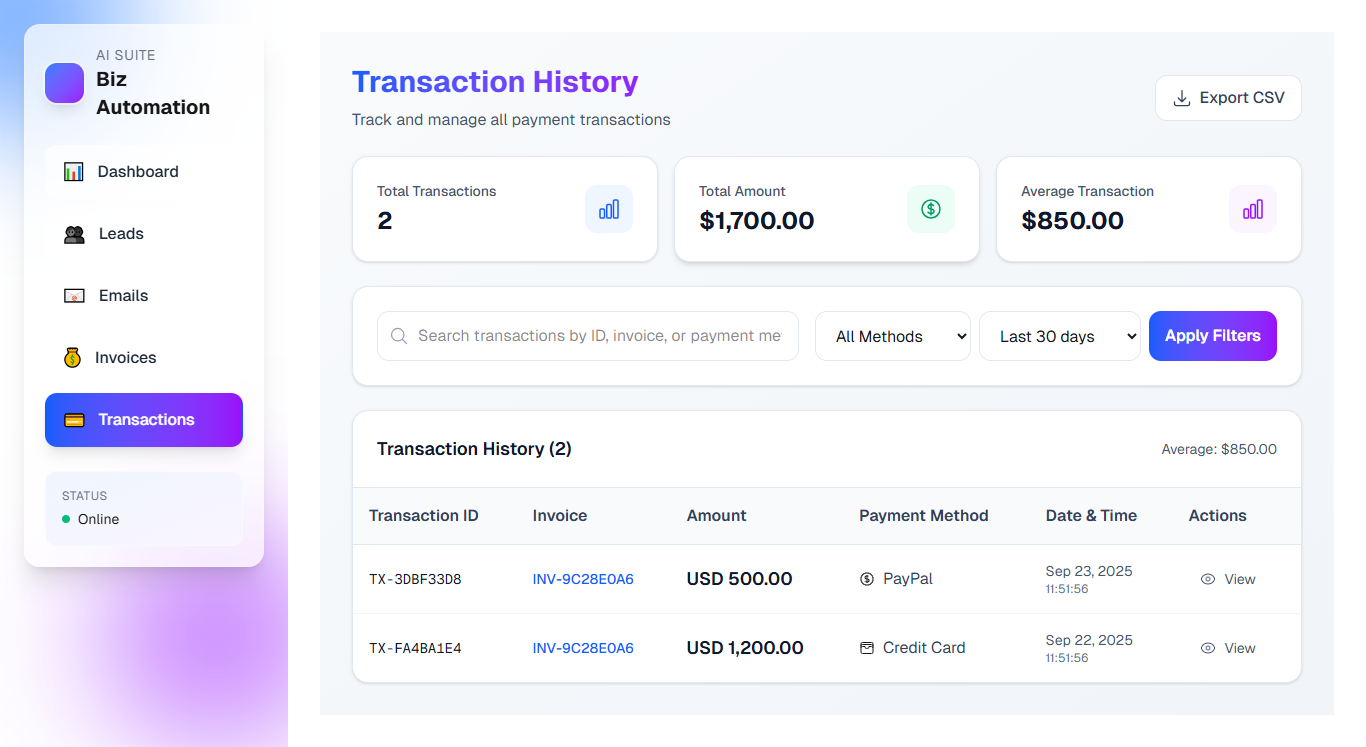 AI SUITE
Biz
Automation
Dashboard
Leads
Emails
Invoices
Transactions
STATUS
Online
Transaction History
Track and manage all payment transactions
Export CSV
Total Transactions
2
Total Amount
$1,700.00
Average Transaction
$850.00
Search transactions by ID, invoice, or payment me
All Methods
Last 30 days
Apply Filters
Transaction History (2)
Average: $850.00
Transaction ID Invoice Amount Payment Method Date & Time Actions
TX-3DBF33D8 INV-9C28E0A6 USD 500.00 PayPal Sep 23, 2025 View
11:51:56
TX-FA4BA1E4 INV-9C28E0A6 USD 1,200.00 Credit Card Sep 22, 2025 View
11:51:56